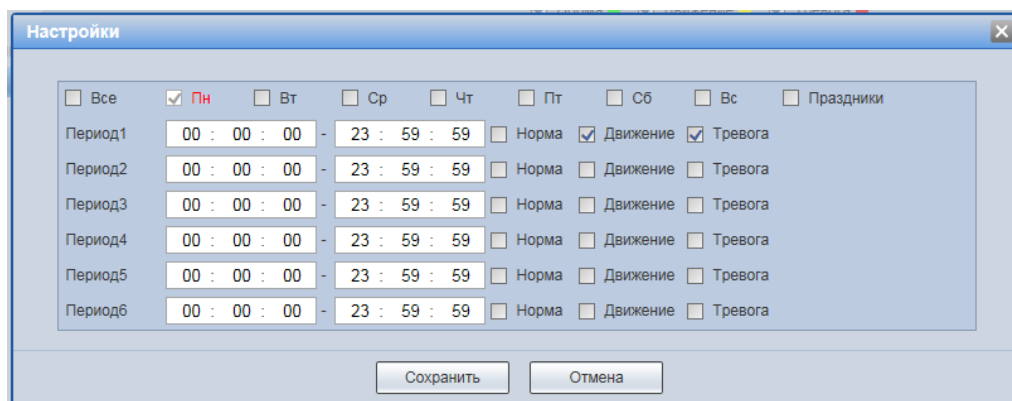 Настройки
Все Пн Вт Ср Чт Пт Сб Вс Праздники
Период1 00 : 00 : 00 - 23 : 59 : 59 Норма Движение Тревога
Период2 00 : 00 : 00 - 23 : 59 : 59 Норма Движение Тревога
Период3 00 : 00 : 00 - 23 : 59 : 59 Норма Движение Тревога
Период4 00 : 00 : 00 - 23 : 59 : 59 Норма Движение Тревога
Период5 00 : 00 : 00 - 23 : 59 : 59 Норма Движение Тревога
Период6 00 : 00 : 00 - 23 : 59 : 59 Норма Движение Тревога
Сохранить Отмена